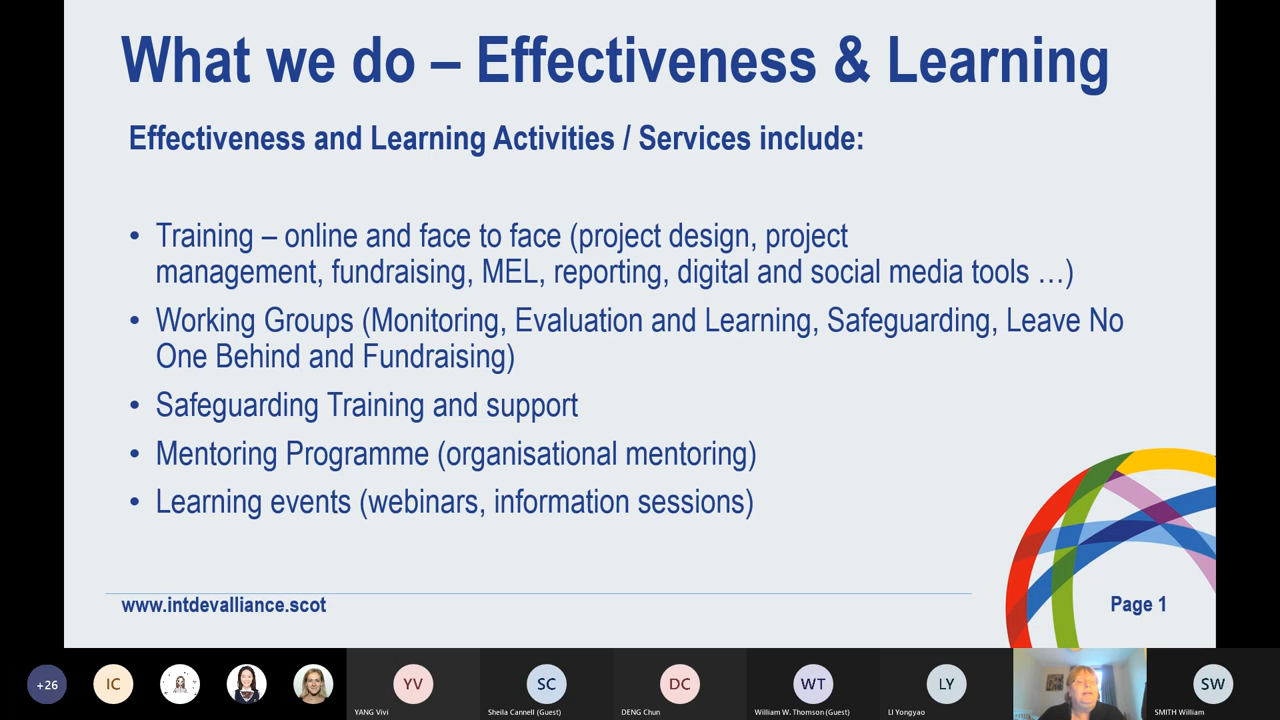 What we do – Effectiveness & Learning
Effectiveness and Learning Activities / Services include:
• Training – online and face to face (project design, project
management, fundraising, MEL, reporting, digital and social media tools …)
• Working Groups (Monitoring, Evaluation and Learning, Safeguarding, Leave No
One Behind and Fundraising)
• Safeguarding Training and support
• Mentoring Programme (organisational mentoring)
• Learning events (webinars, information sessions)
www.intdevalliance.scot
Page 1
+26
IC
YV
SC
DC
WT
LY
SW
YANG Vivi
Sheila Cannell (Guest)
DENG Chun
William W. Thomson (Guest)
LI Yongyao
SMITH William